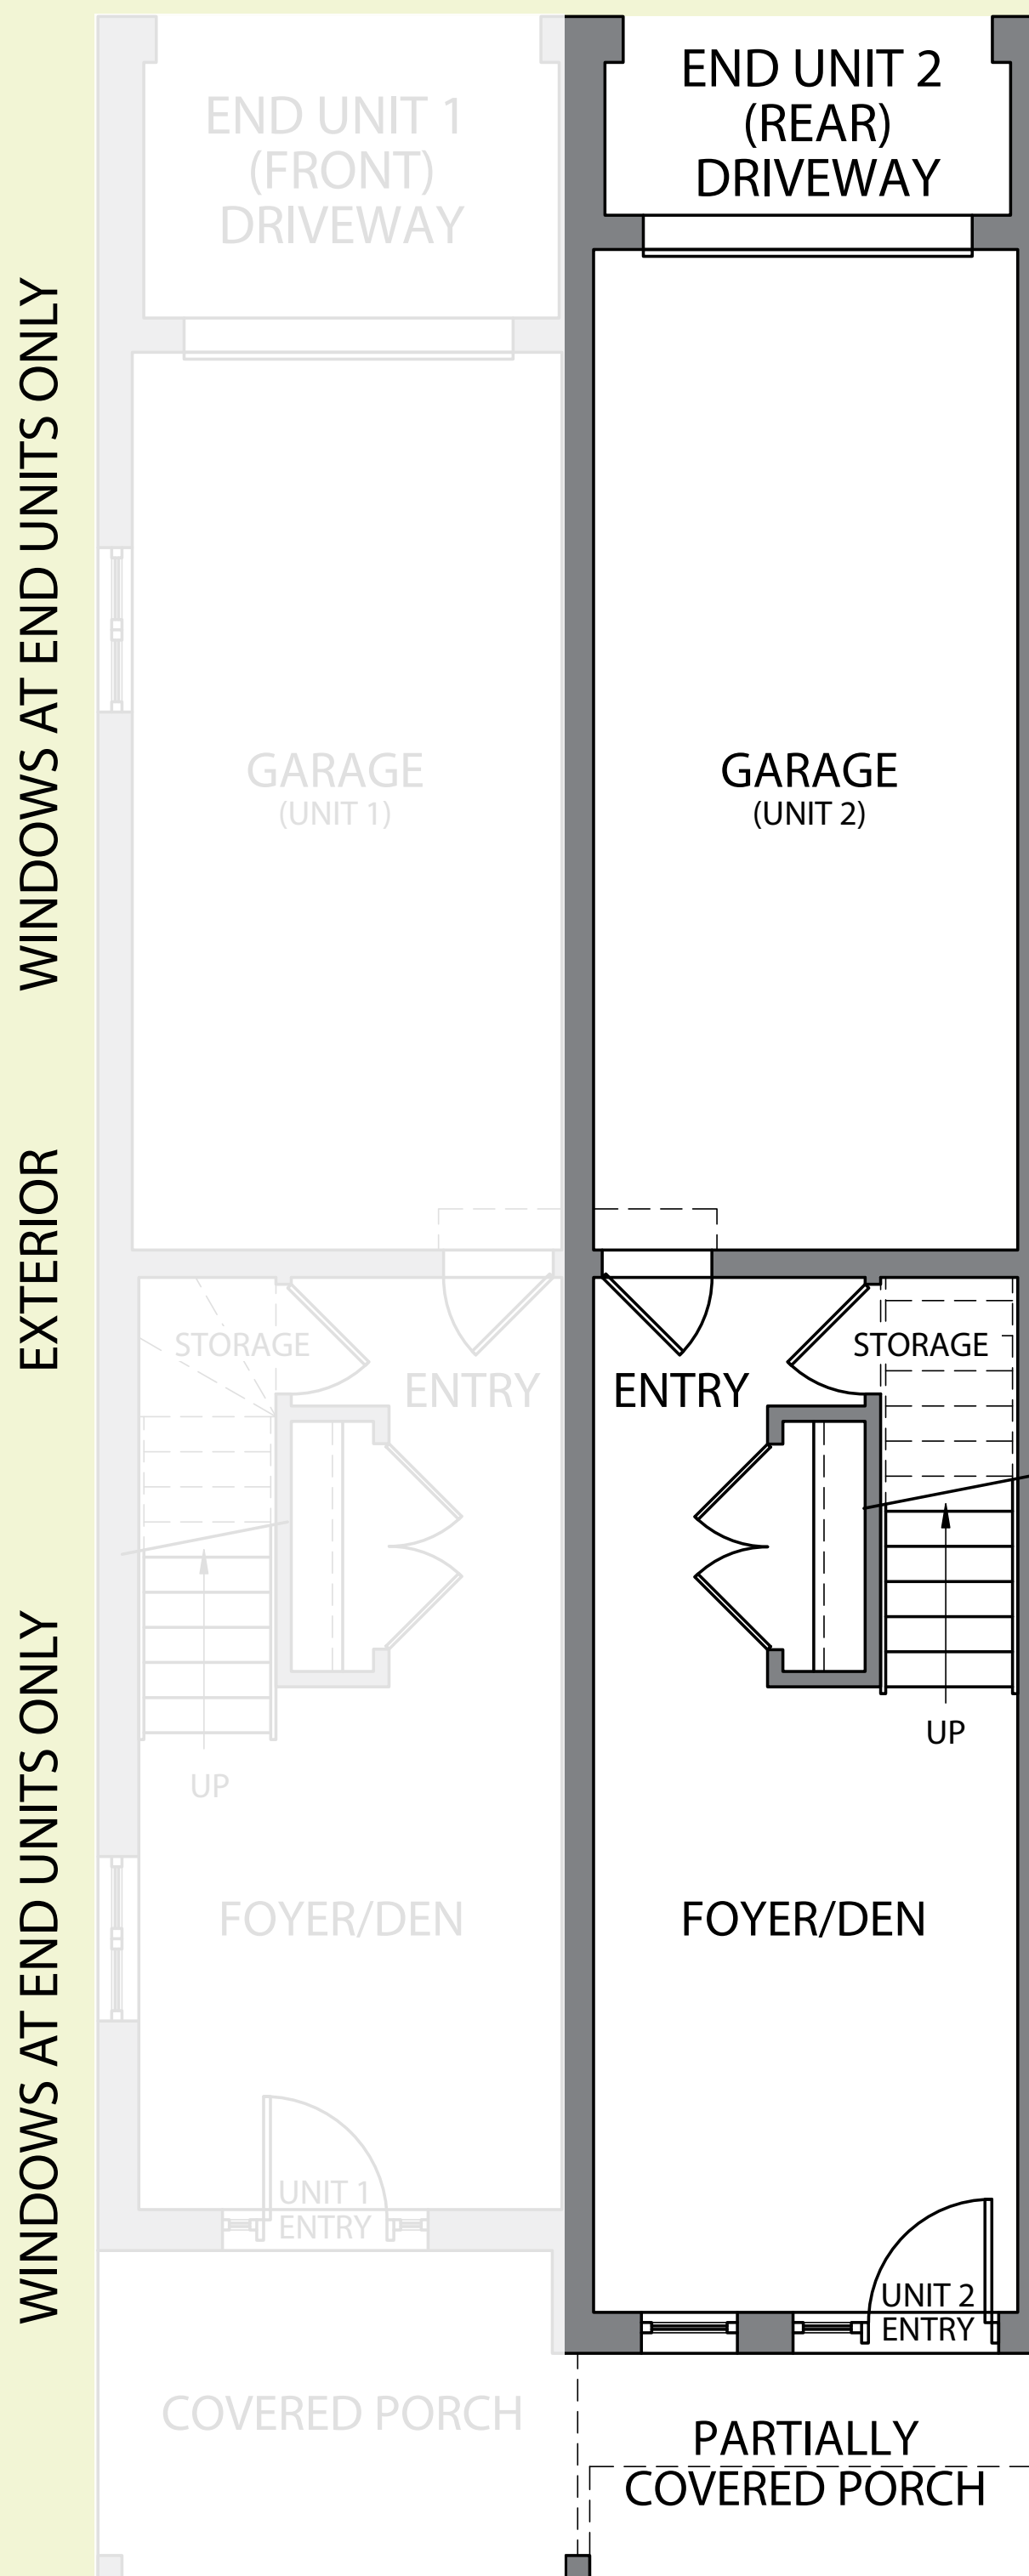 END UNIT 1
(FRONT)
DRIVEWAY
END UNIT 2
(REAR)
DRIVEWAY
WINDOWS AT END UNITS ONLY
GARAGE
(UNIT 1)
GARAGE
(UNIT 2)
EXTERIOR
STORAGE
ENTRY
ENTRY
STORAGE
UP
UP
WINDOWS AT END UNITS ONLY
FOYER/DEN
FOYER/DEN
UNIT 1
ENTRY
UNIT 2
ENTRY
COVERED PORCH
PARTIALLY
COVERED PORCH